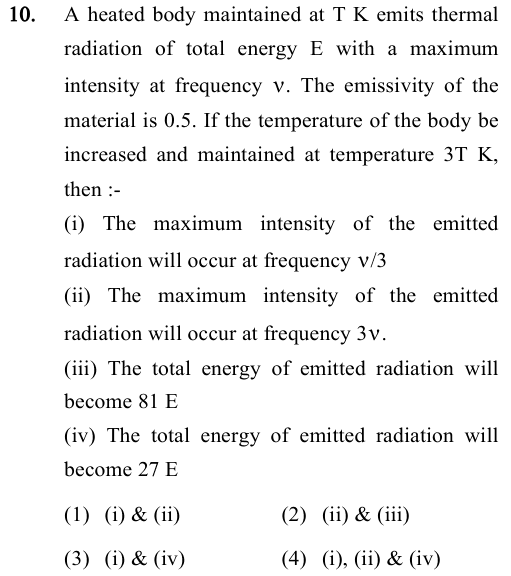 10. A heated body maintained at T K emits thermal
radiation of total energy E with a maximum
intensity at frequency ν. The emissivity of the
material is 0.5. If the temperature of the body be
increased and maintained at temperature 3T K,
then :-
(i) The maximum intensity of the emitted
radiation will occur at frequency ν/3
(ii) The maximum intensity of the emitted
radiation will occur at frequency 3ν.
(iii) The total energy of emitted radiation will
become 81 E
(iv) The total energy of emitted radiation will
become 27 E
(1) (i) & (ii) (2) (ii) & (iii)
(3) (i) & (iv) (4) (i), (ii) & (iv)